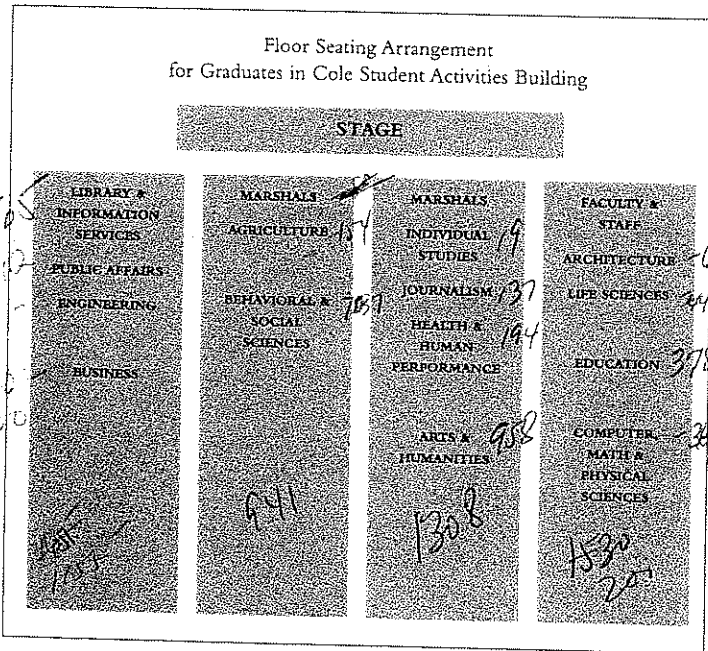 Floor Seating Arrangement
for Graduates in Cole Student Activities Building
STAGE
LIBRARY &
INFORMATION
SERVICES
PUBLIC AFFAIRS
ENGINEERING
BUSINESS
MARSHALS
AGRICULTURE 154
BEHAVIORAL &
SOCIAL
SCIENCES
941
MARSHALS
INDIVIDUAL 19
STUDIES
JOURNALISM 137
HEALTH & 194
HUMAN
PERFORMANCE
ARTS & 958
HUMANITIES
1308
FACULTY &
STAFF
ARCHITECTURE
LIFE SCIENCES
EDUCATION 378
COMPUTER,
MATH &
PHYSICAL
SCIENCES
1530